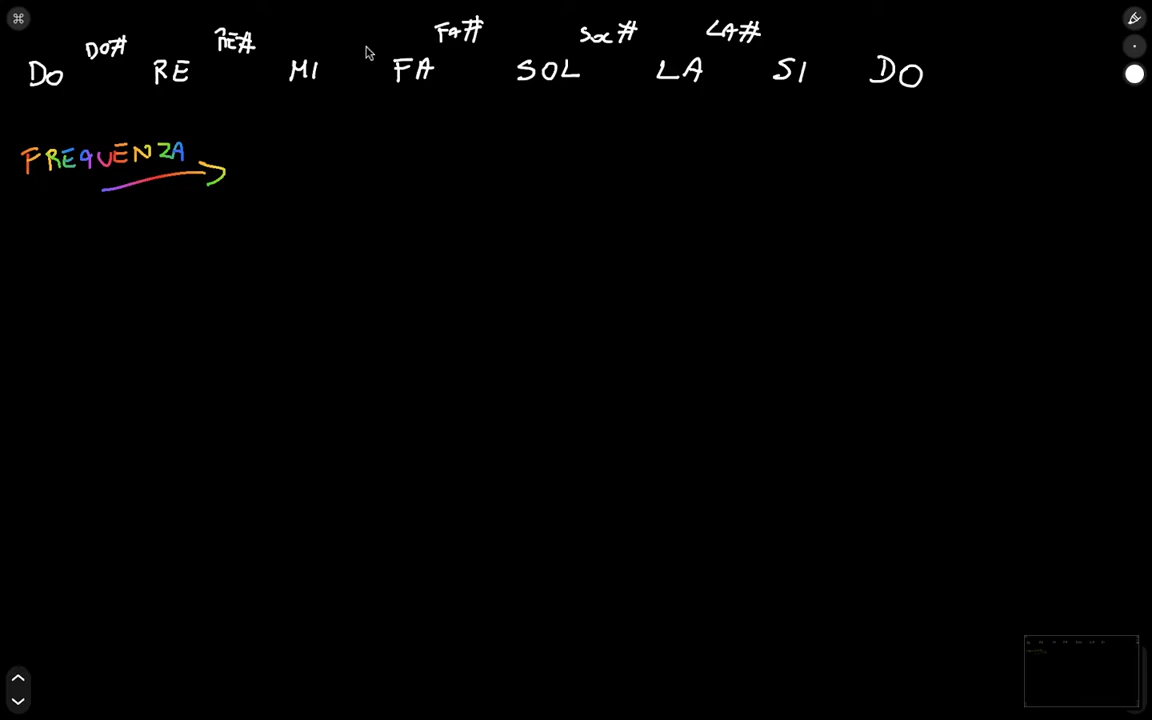 DO# RE# FA# SOL# LA#
DO RE MI FA SOL LA SI DO
FREQUENZA